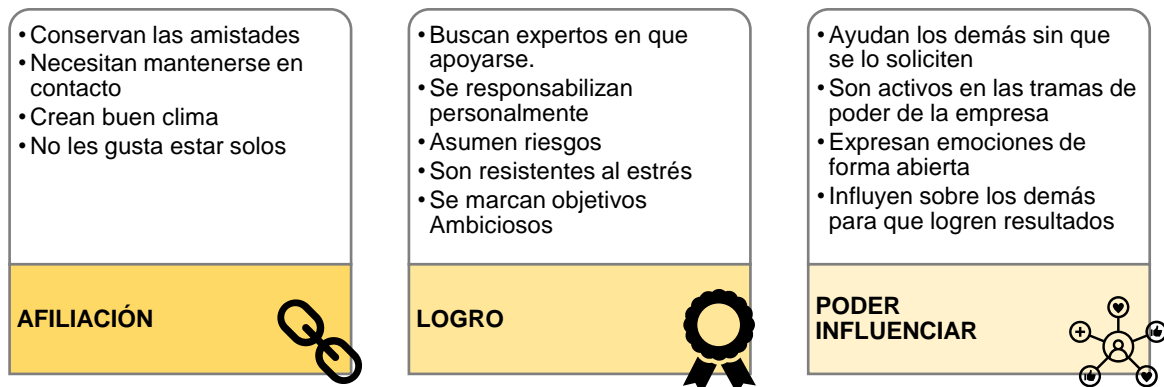 • Conservan las amistades
• Necesitan mantenerse en
contacto
• Crean buen clima
• No les gusta estar solos
AFILIACIÓN
• Buscan expertos en que
apoyarse.
• Se responsabilizan
personalmente
• Asumen riesgos
• Son resistentes al estrés
• Se marcan objetivos
Ambiciosos
LOGRO
• Ayudan los demás sin que
se lo soliciten
• Son activos en las tramas de
poder de la empresa
• Expresan emociones de
forma abierta
• Influyen sobre los demás
para que logren resultados
PODER
INFLUENCIAR